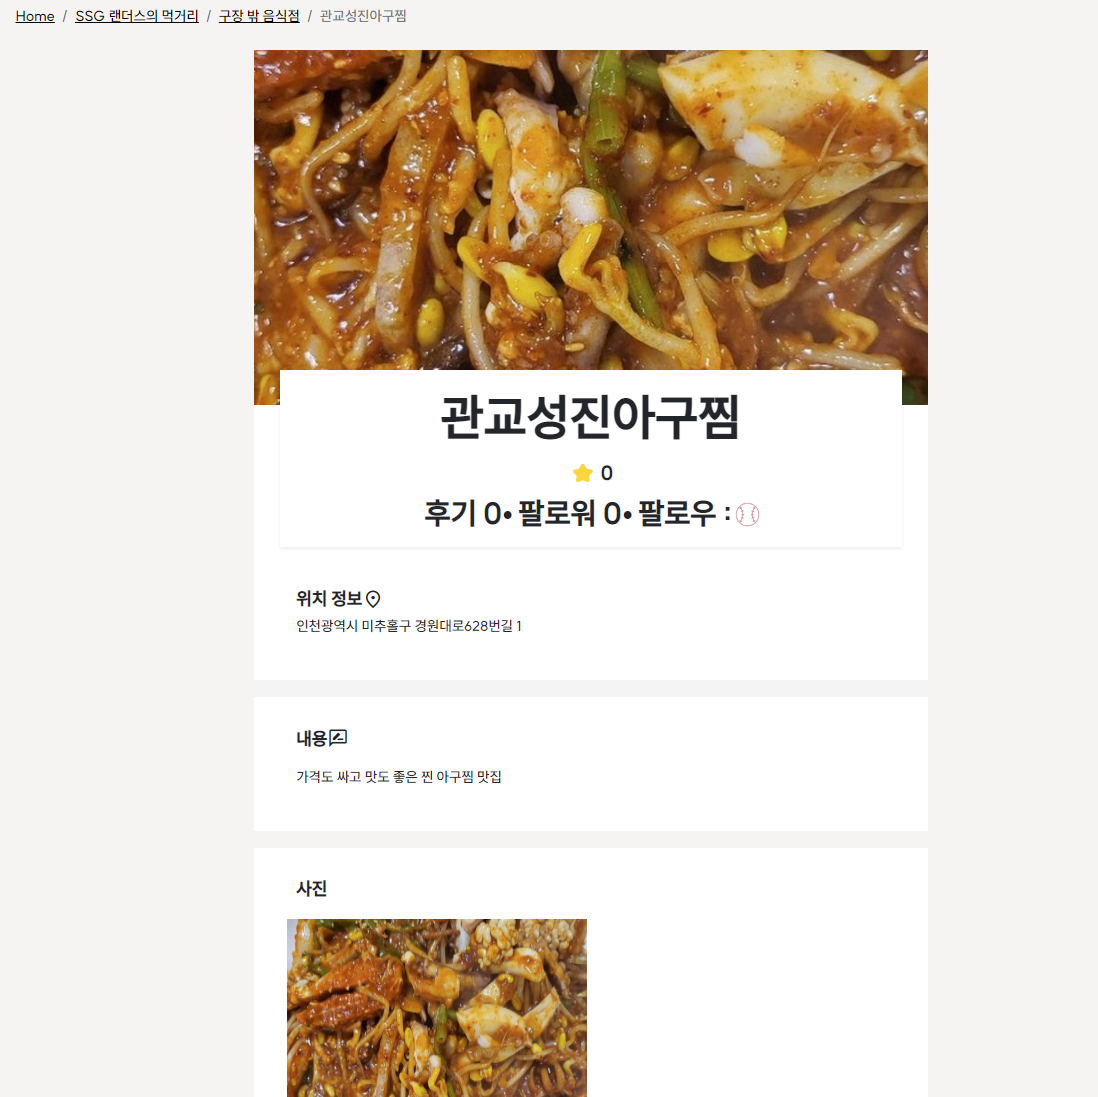 Home / SSG 랜더스의 먹거리 / 구장 밖 음식점 / 관교성진아구찜
관교성진아구찜
0
후기 0• 팔로워 0• 팔로우 :
위치 정보
인천광역시 미추홀구 경원대로628번길 1
내용
가격도 싸고 맛도 좋은 찐 아구찜 맛집
사진